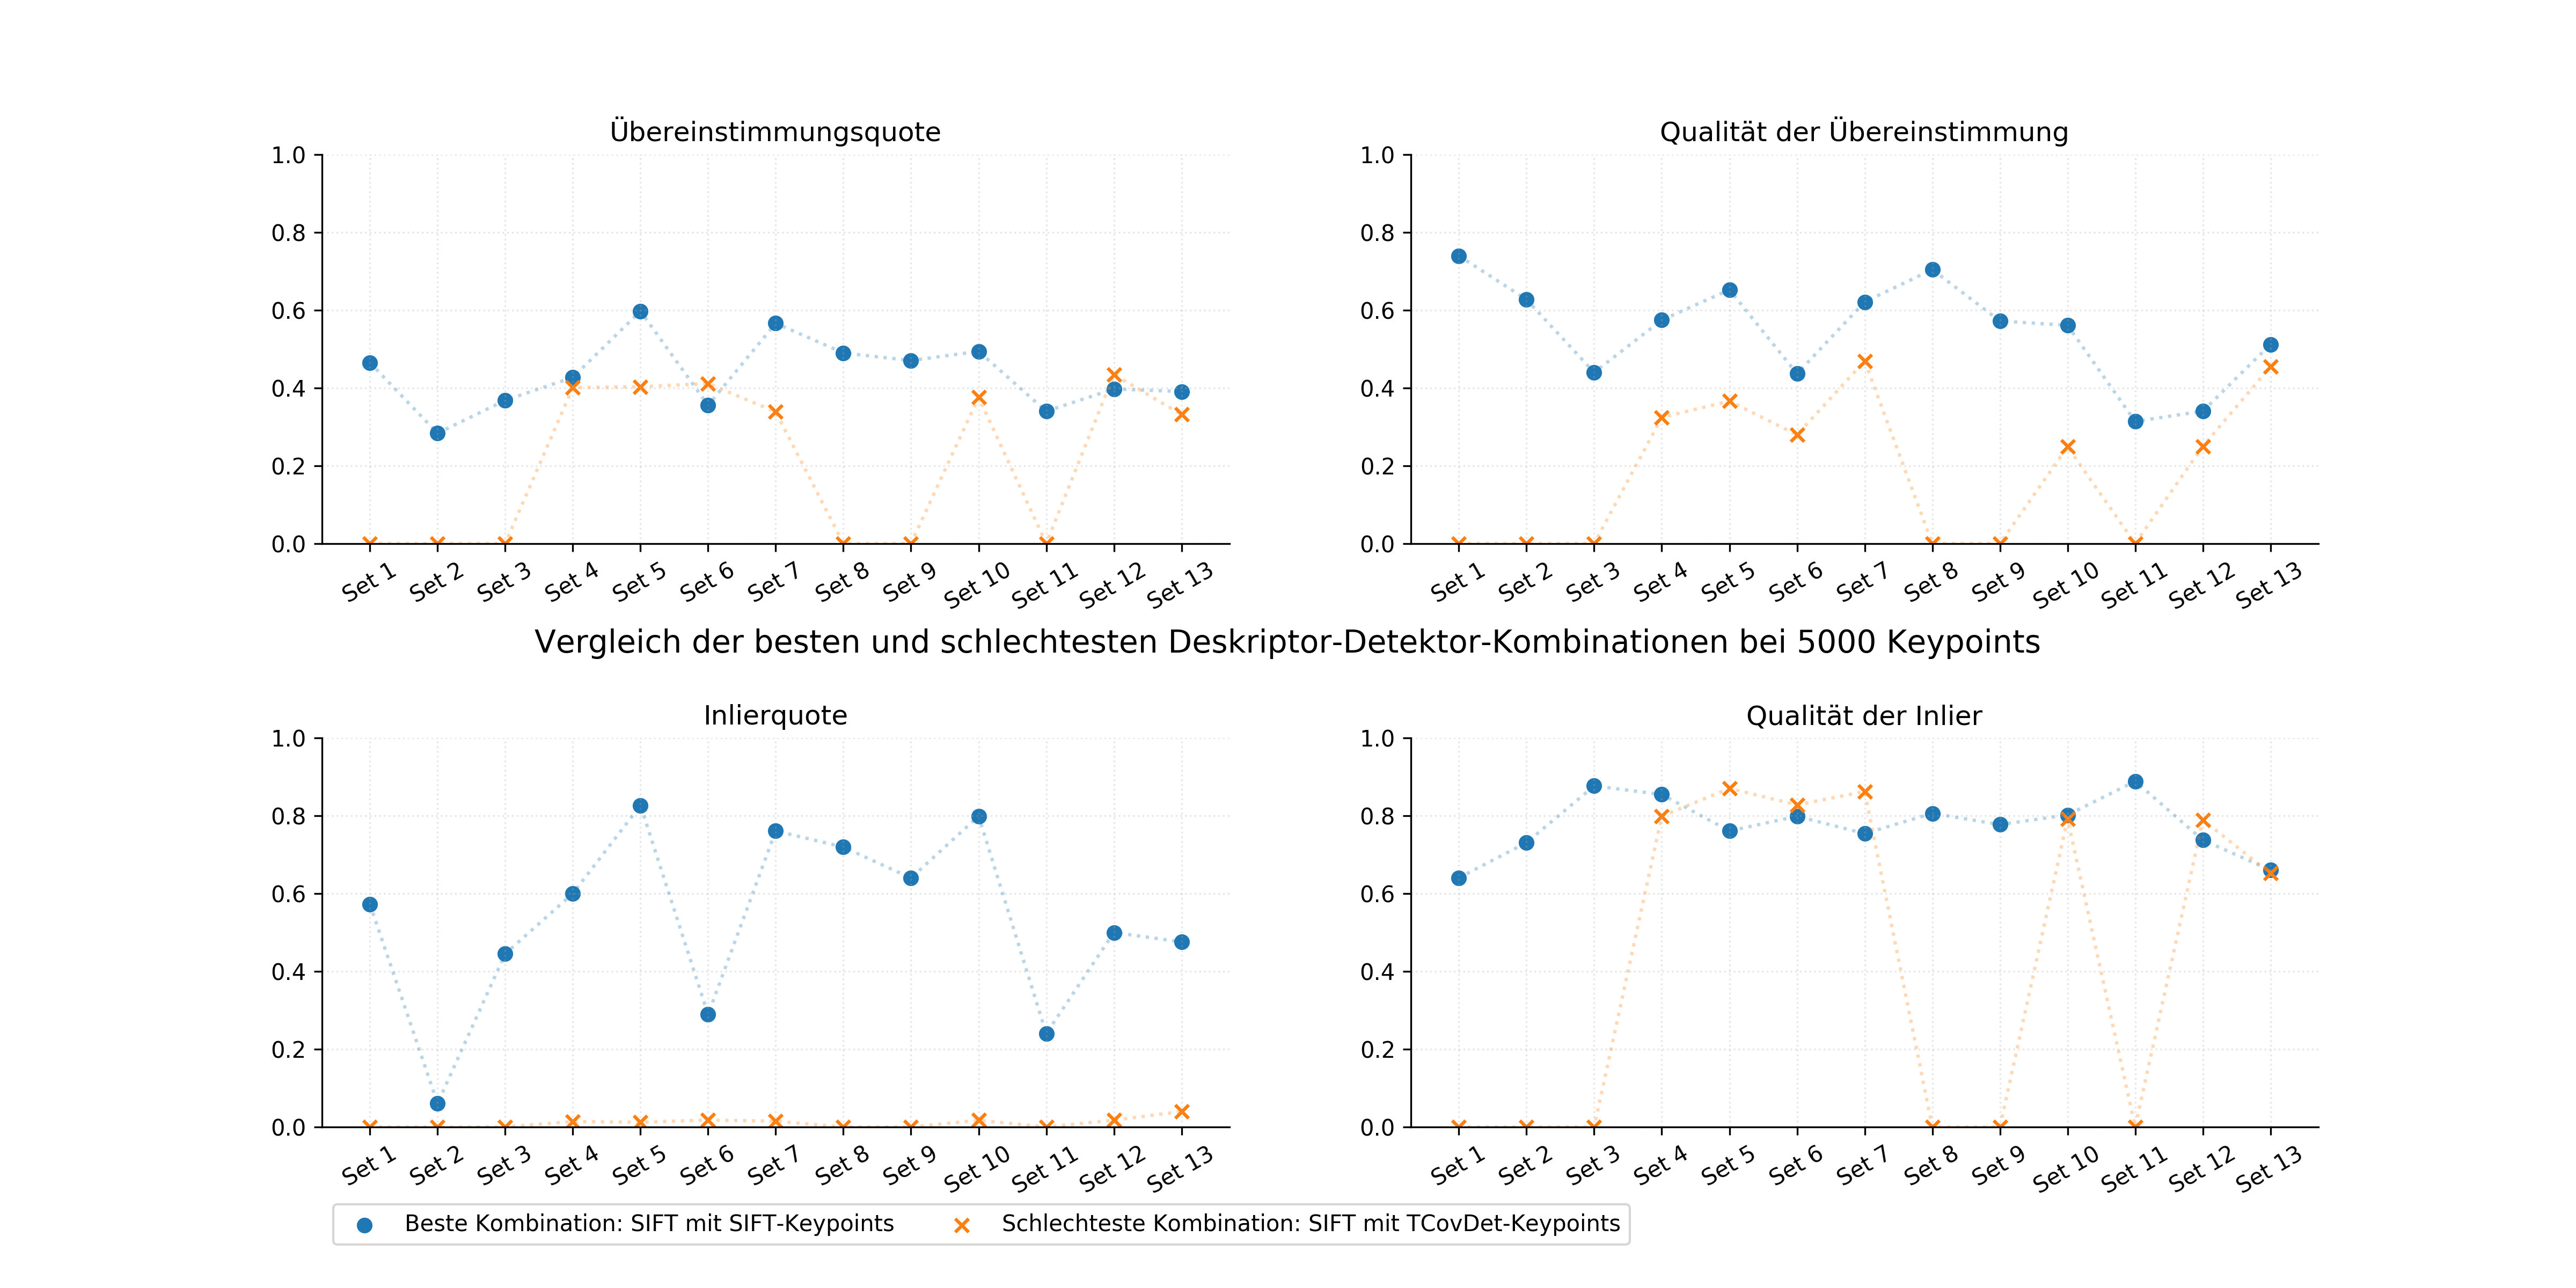 Übereinstimmungsquote
1.0
0.8
0.6
0.4
0.2
0.0
Set 1 Set 2 Set 3 Set 4 Set 5 Set 6 Set 7 Set 8 Set 9 Set 10 Set 11 Set 12 Set 13
Qualität der Übereinstimmung
1.0
0.8
0.6
0.4
0.2
0.0
Set 1 Set 2 Set 3 Set 4 Set 5 Set 6 Set 7 Set 8 Set 9 Set 10 Set 11 Set 12 Set 13
Vergleich der besten und schlechtesten Deskriptor-Detektor-Kombinationen bei 5000 Keypoints
Inlierquote
1.0
0.8
0.6
0.4
0.2
0.0
Set 1 Set 2 Set 3 Set 4 Set 5 Set 6 Set 7 Set 8 Set 9 Set 10 Set 11 Set 12 Set 13
Qualität der Inlier
1.0
0.8
0.6
0.4
0.2
0.0
Set 1 Set 2 Set 3 Set 4 Set 5 Set 6 Set 7 Set 8 Set 9 Set 10 Set 11 Set 12 Set 13
Beste Kombination: SIFT mit SIFT-Keypoints Schlechteste Kombination: SIFT mit TCovDet-Keypoints